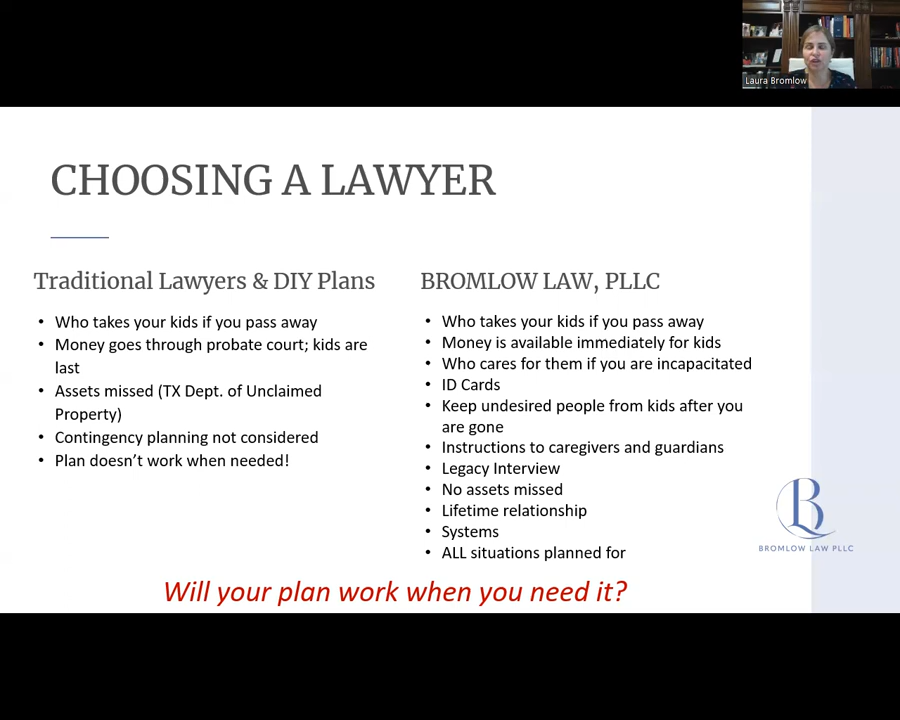 Laura Bromlow
CHOOSING A LAWYER
Traditional Lawyers & DIY Plans
• Who takes your kids if you pass away
• Money goes through probate court; kids are
last
• Assets missed (TX Dept. of Unclaimed
Property)
• Contingency planning not considered
• Plan doesn’t work when needed!
BROMLOW LAW, PLLC
• Who takes your kids if you pass away
• Money is available immediately for kids
• Who cares for them if you are incapacitated
• ID Cards
• Keep undesired people from kids after you
are gone
• Instructions to caregivers and guardians
• Legacy Interview
• No assets missed
• Lifetime relationship
• Systems
• ALL situations planned for
B
BROMLOW LAW PLLC
Will your plan work when you need it?